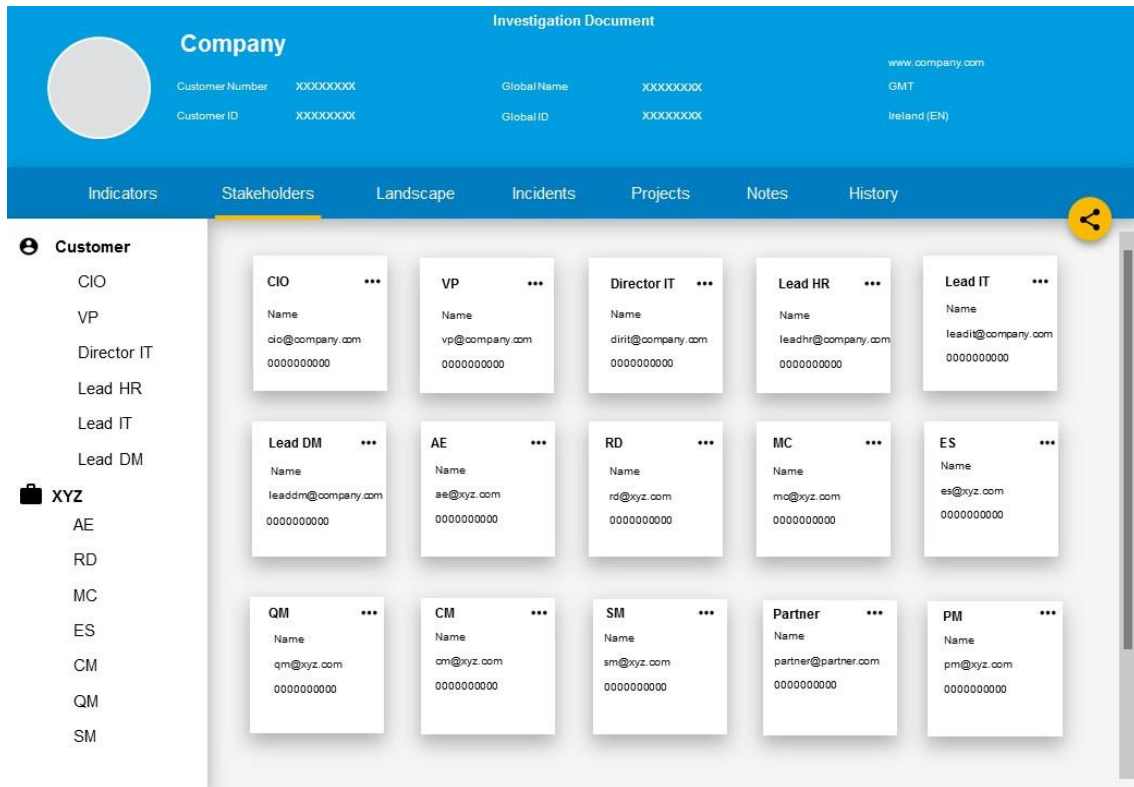 Investigation Document
Company
www.company.com
Customer Number XXXXXXXX Global Name XXXXXXXX GMT
Customer ID XXXXXXXX Global ID XXXXXXXX Ireland (EN)
Indicators Stakeholders Landscape Incidents Projects Notes History
Customer
CIO
VP
Director IT
Lead HR
Lead IT
Lead DM
XYZ
AE
RD
MC
ES
CM
QM
SM
CIO
Name
cio@company.com
0000000000
VP
Name
vp@company.com
0000000000
Director IT
Name
dirit@company.com
0000000000
Lead HR
Name
leadhr@company.com
0000000000
Lead IT
Name
leadit@company.com
0000000000
Lead DM
Name
leaddm@company.com
0000000000
AE
Name
ae@xyz.com
0000000000
RD
Name
rd@xyz.com
0000000000
MC
Name
mc@xyz.com
0000000000
ES
Name
es@xyz.com
0000000000
QM
Name
qm@xyz.com
0000000000
CM
Name
cm@xyz.com
0000000000
SM
Name
sm@xyz.com
0000000000
Partner
Name
partner@partner.com
0000000000
PM
Name
pm@xyz.com
0000000000